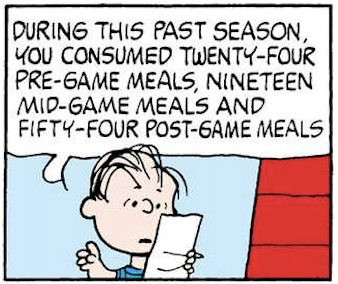 DURING THIS PAST SEASON,
YOU CONSUMED TWENTY-FOUR
PRE-GAME MEALS, NINETEEN
MID-GAME MEALS AND
FIFTY-FOUR POST-GAME MEALS